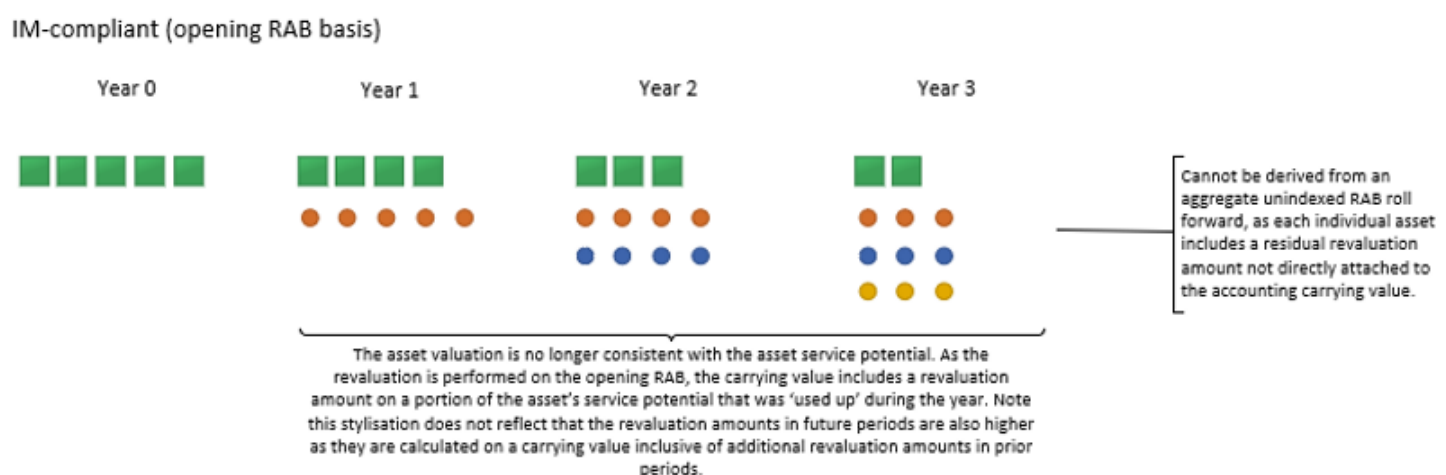 IM-compliant (opening RAB basis)
Year 0
Year 1
Year 2
Year 3
Cannot be derived from an
aggregate unindexed RAB roll
forward, as each individual asset
includes a residual revaluation
amount not directly attached to
the accounting carrying value.
The asset valuation is no longer consistent with the asset service potential. As the
revaluation is performed on the opening RAB, the carrying value includes a revaluation
amount on a portion of the asset's service potential that was 'used up' during the year. Note
this stylisation does not reflect that the revaluation amounts in future periods are also higher
as they are calculated on a carrying value inclusive of additional revaluation amounts in prior
periods.